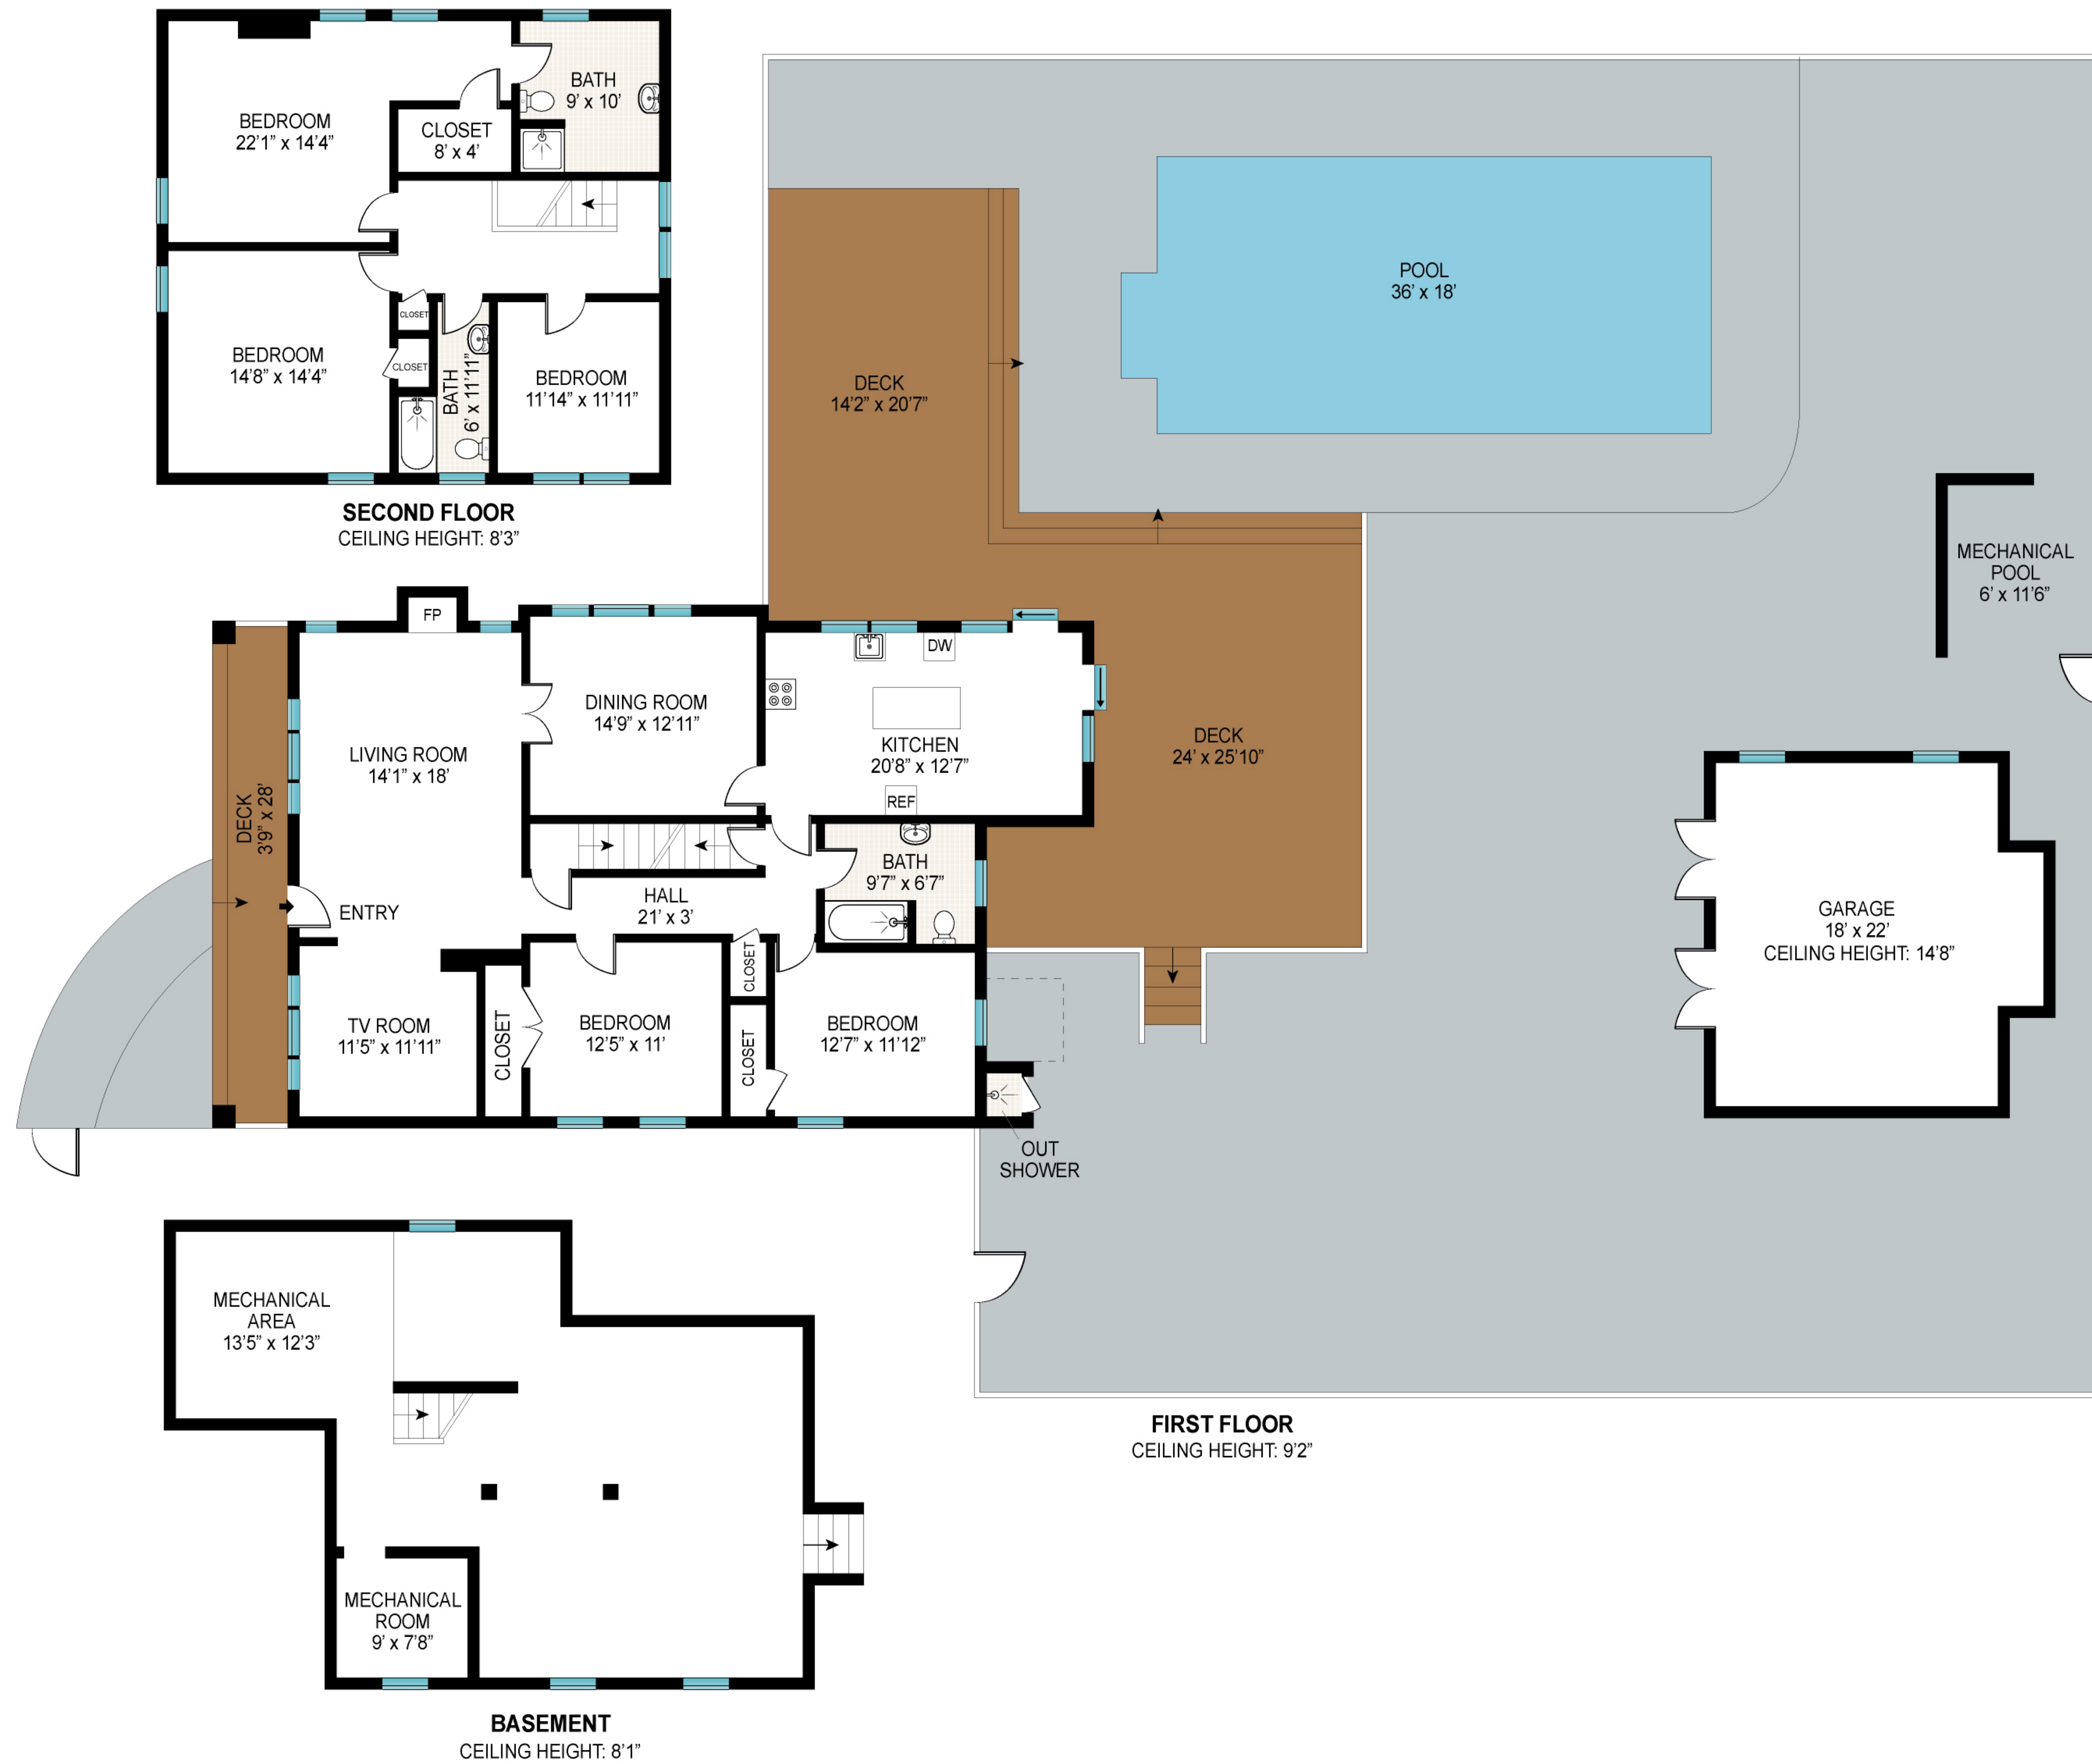 BEDROOM
22'1" x 14'4"
BATH
9' x 10'
CLOSET
8' x 4'
BEDROOM
14'8" x 14'4"
CLOSET
CLOSET
BATH
6' x 11'11"
BEDROOM
11'14" x 11'11"
SECOND FLOOR
CEILING HEIGHT: 8'3"
POOL
36' x 18'
DECK
14'2" x 20'7"
MECHANICAL
POOL
6' x 11'6"
FP
DINING ROOM
14'9" x 12'11"
DW
KITCHEN
20'8" x 12'7"
REF
DECK
24' x 25'10"
LIVING ROOM
14'1" x 18'
DECK
3'9" x 28'
ENTRY
HALL
21' x 3'
BATH
9'7" x 6'7"
GARAGE
18' x 22'
CEILING HEIGHT: 14'8"
TV ROOM
11'5" x 11'11"
CLOSET
BEDROOM
12'5" x 11'
CLOSET
CLOSET
BEDROOM
12'7" x 11'12"
OUT
SHOWER
FIRST FLOOR
CEILING HEIGHT: 9'2"
MECHANICAL
AREA
13'5" x 12'3"
MECHANICAL
ROOM
9' x 7'8"
BASEMENT
CEILING HEIGHT: 8'1"